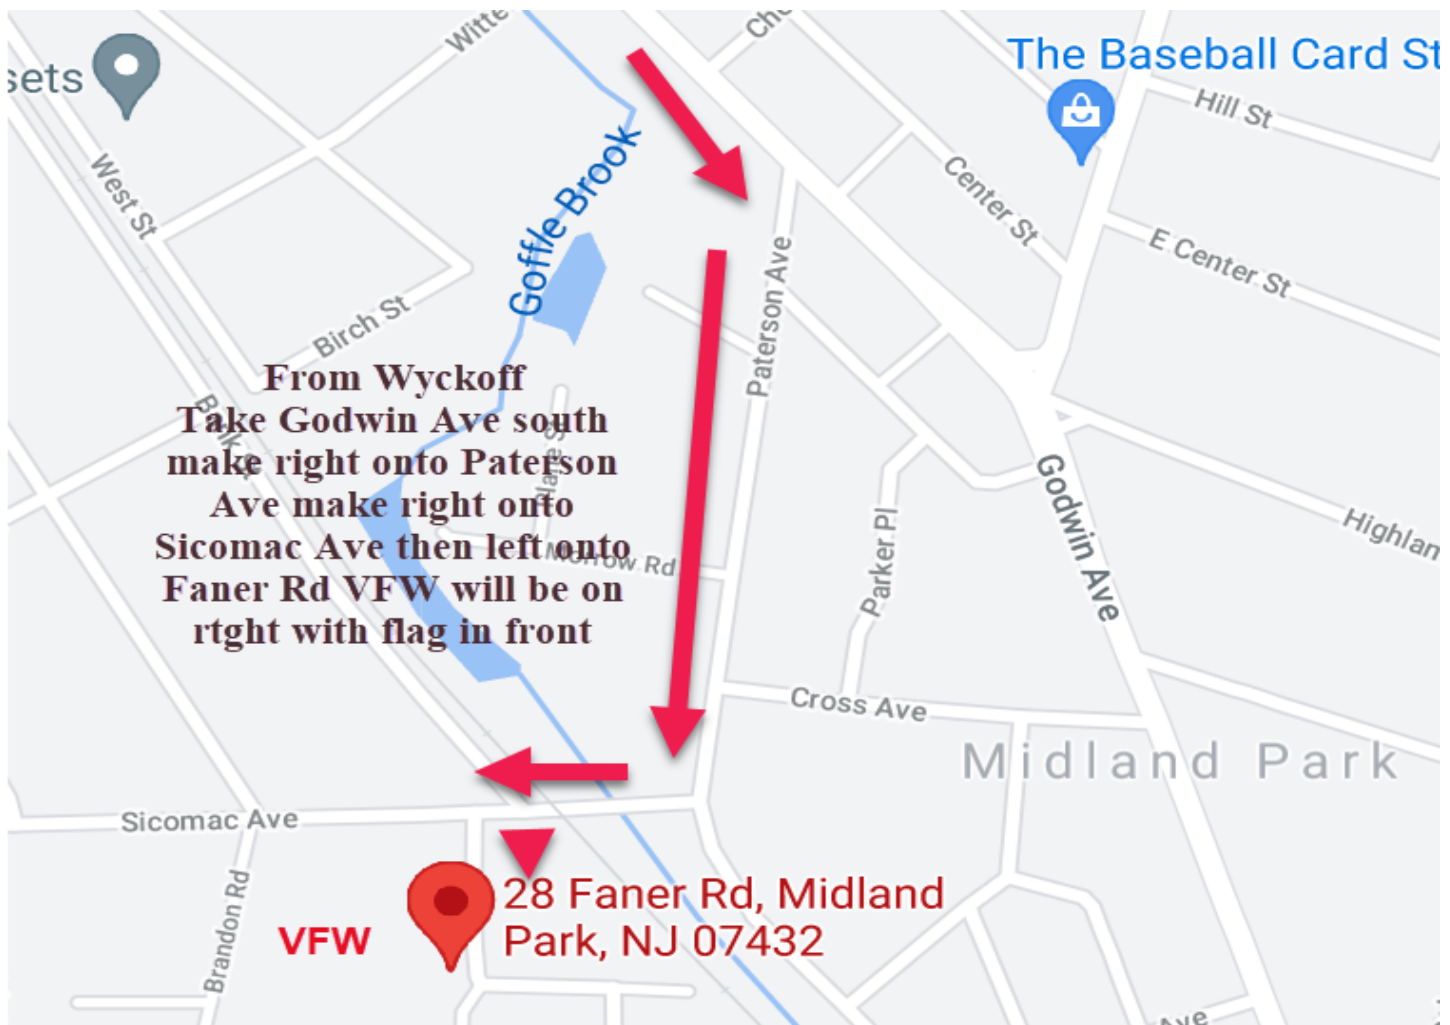 Witte
Ch
The Baseball Card St
sets
Hill St
Goffle Brook
West St
Center St
E Center St
Paterson Ave
Birch St
From Wyckoff
Take Godwin Ave south
make right onto Paterson
Ave make right onto
Sicomac Ave then left onto
Faner Rd VFW will be on
rtght with flag in front
Morrow Rd
Parker Pl
Godwin Ave
Highlan
Cross Ave
Midland Park
Sicomac Ave
Brandon Rd
VFW
28 Faner Rd, Midland
Park, NJ 07432
Ave